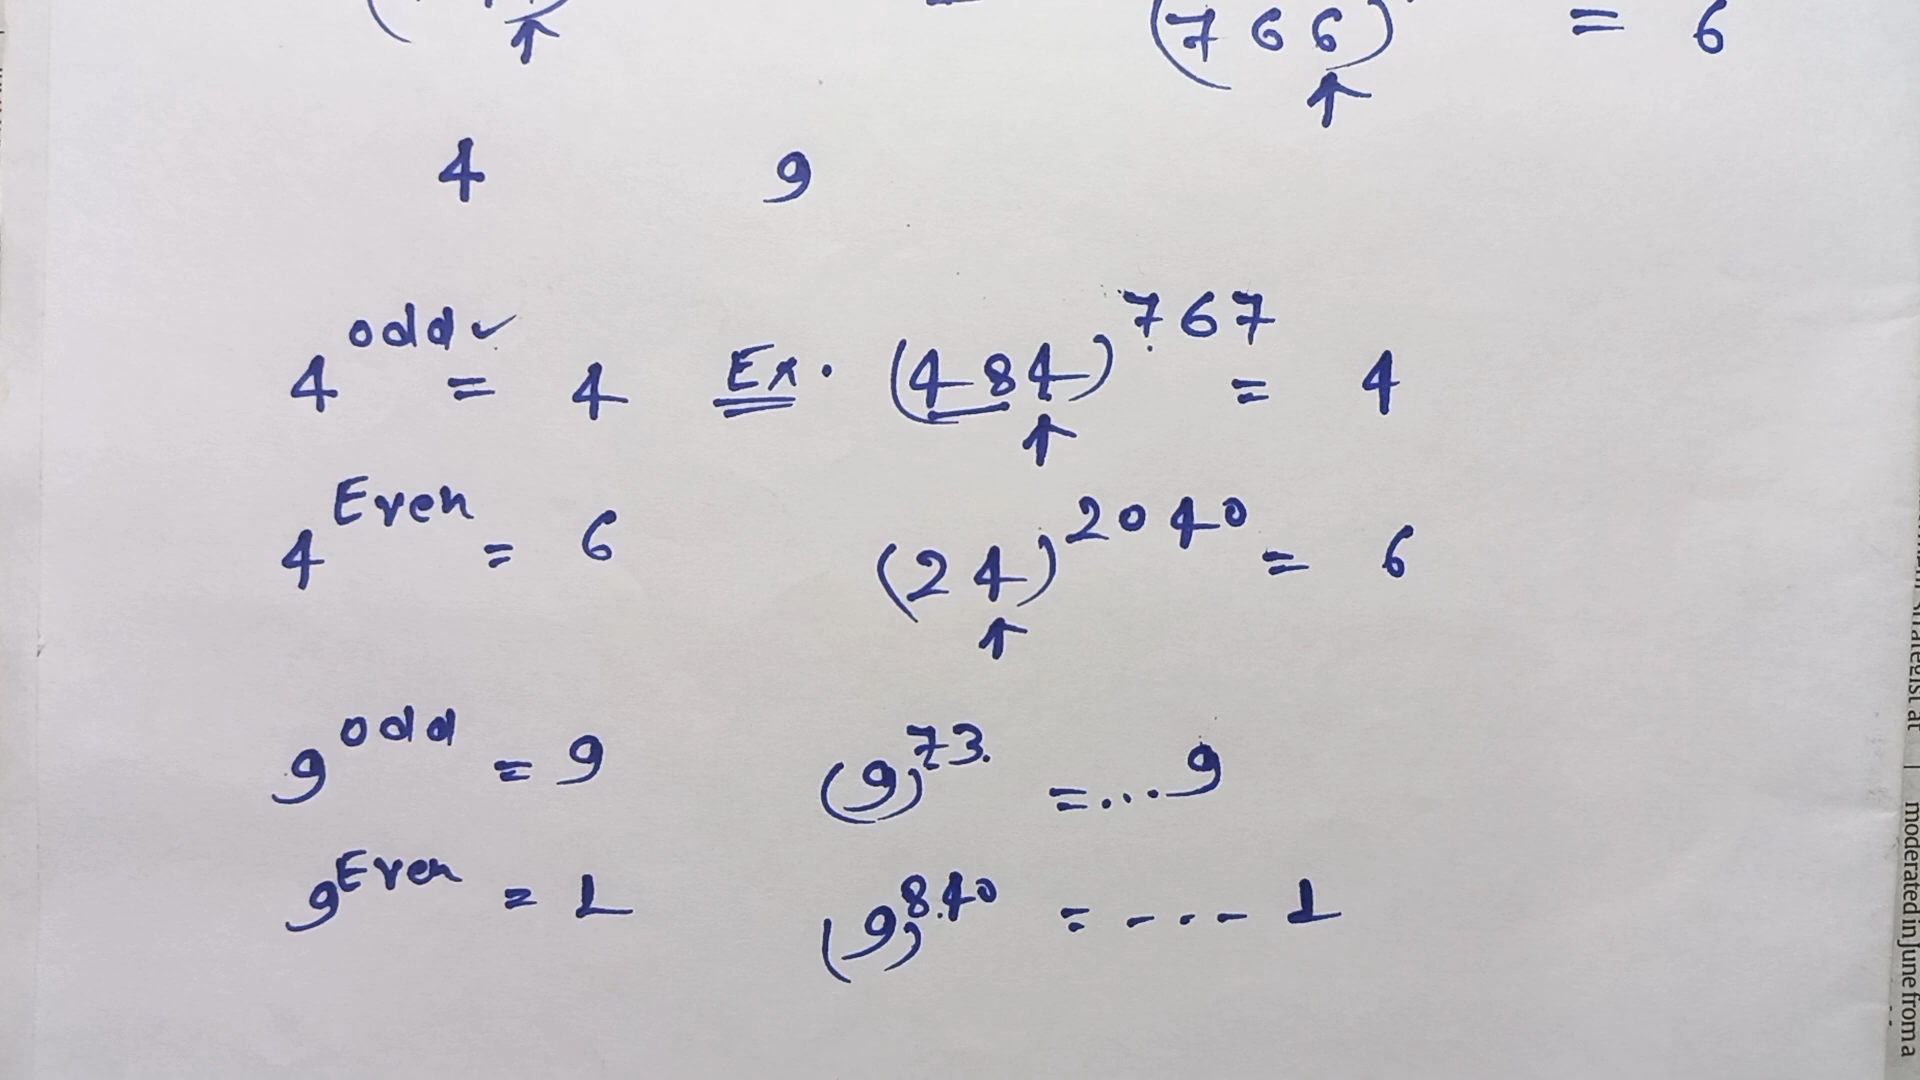 (766) = 6
4 9
4^odd ✓ = 4 Ex. (484)^767 = 4
4^Even = 6 (24)^2040 = 6
9^odd = 9 (9)^73. =...9
9^Even = 1 (9)^840 = - . . - 1
moderated in June from a